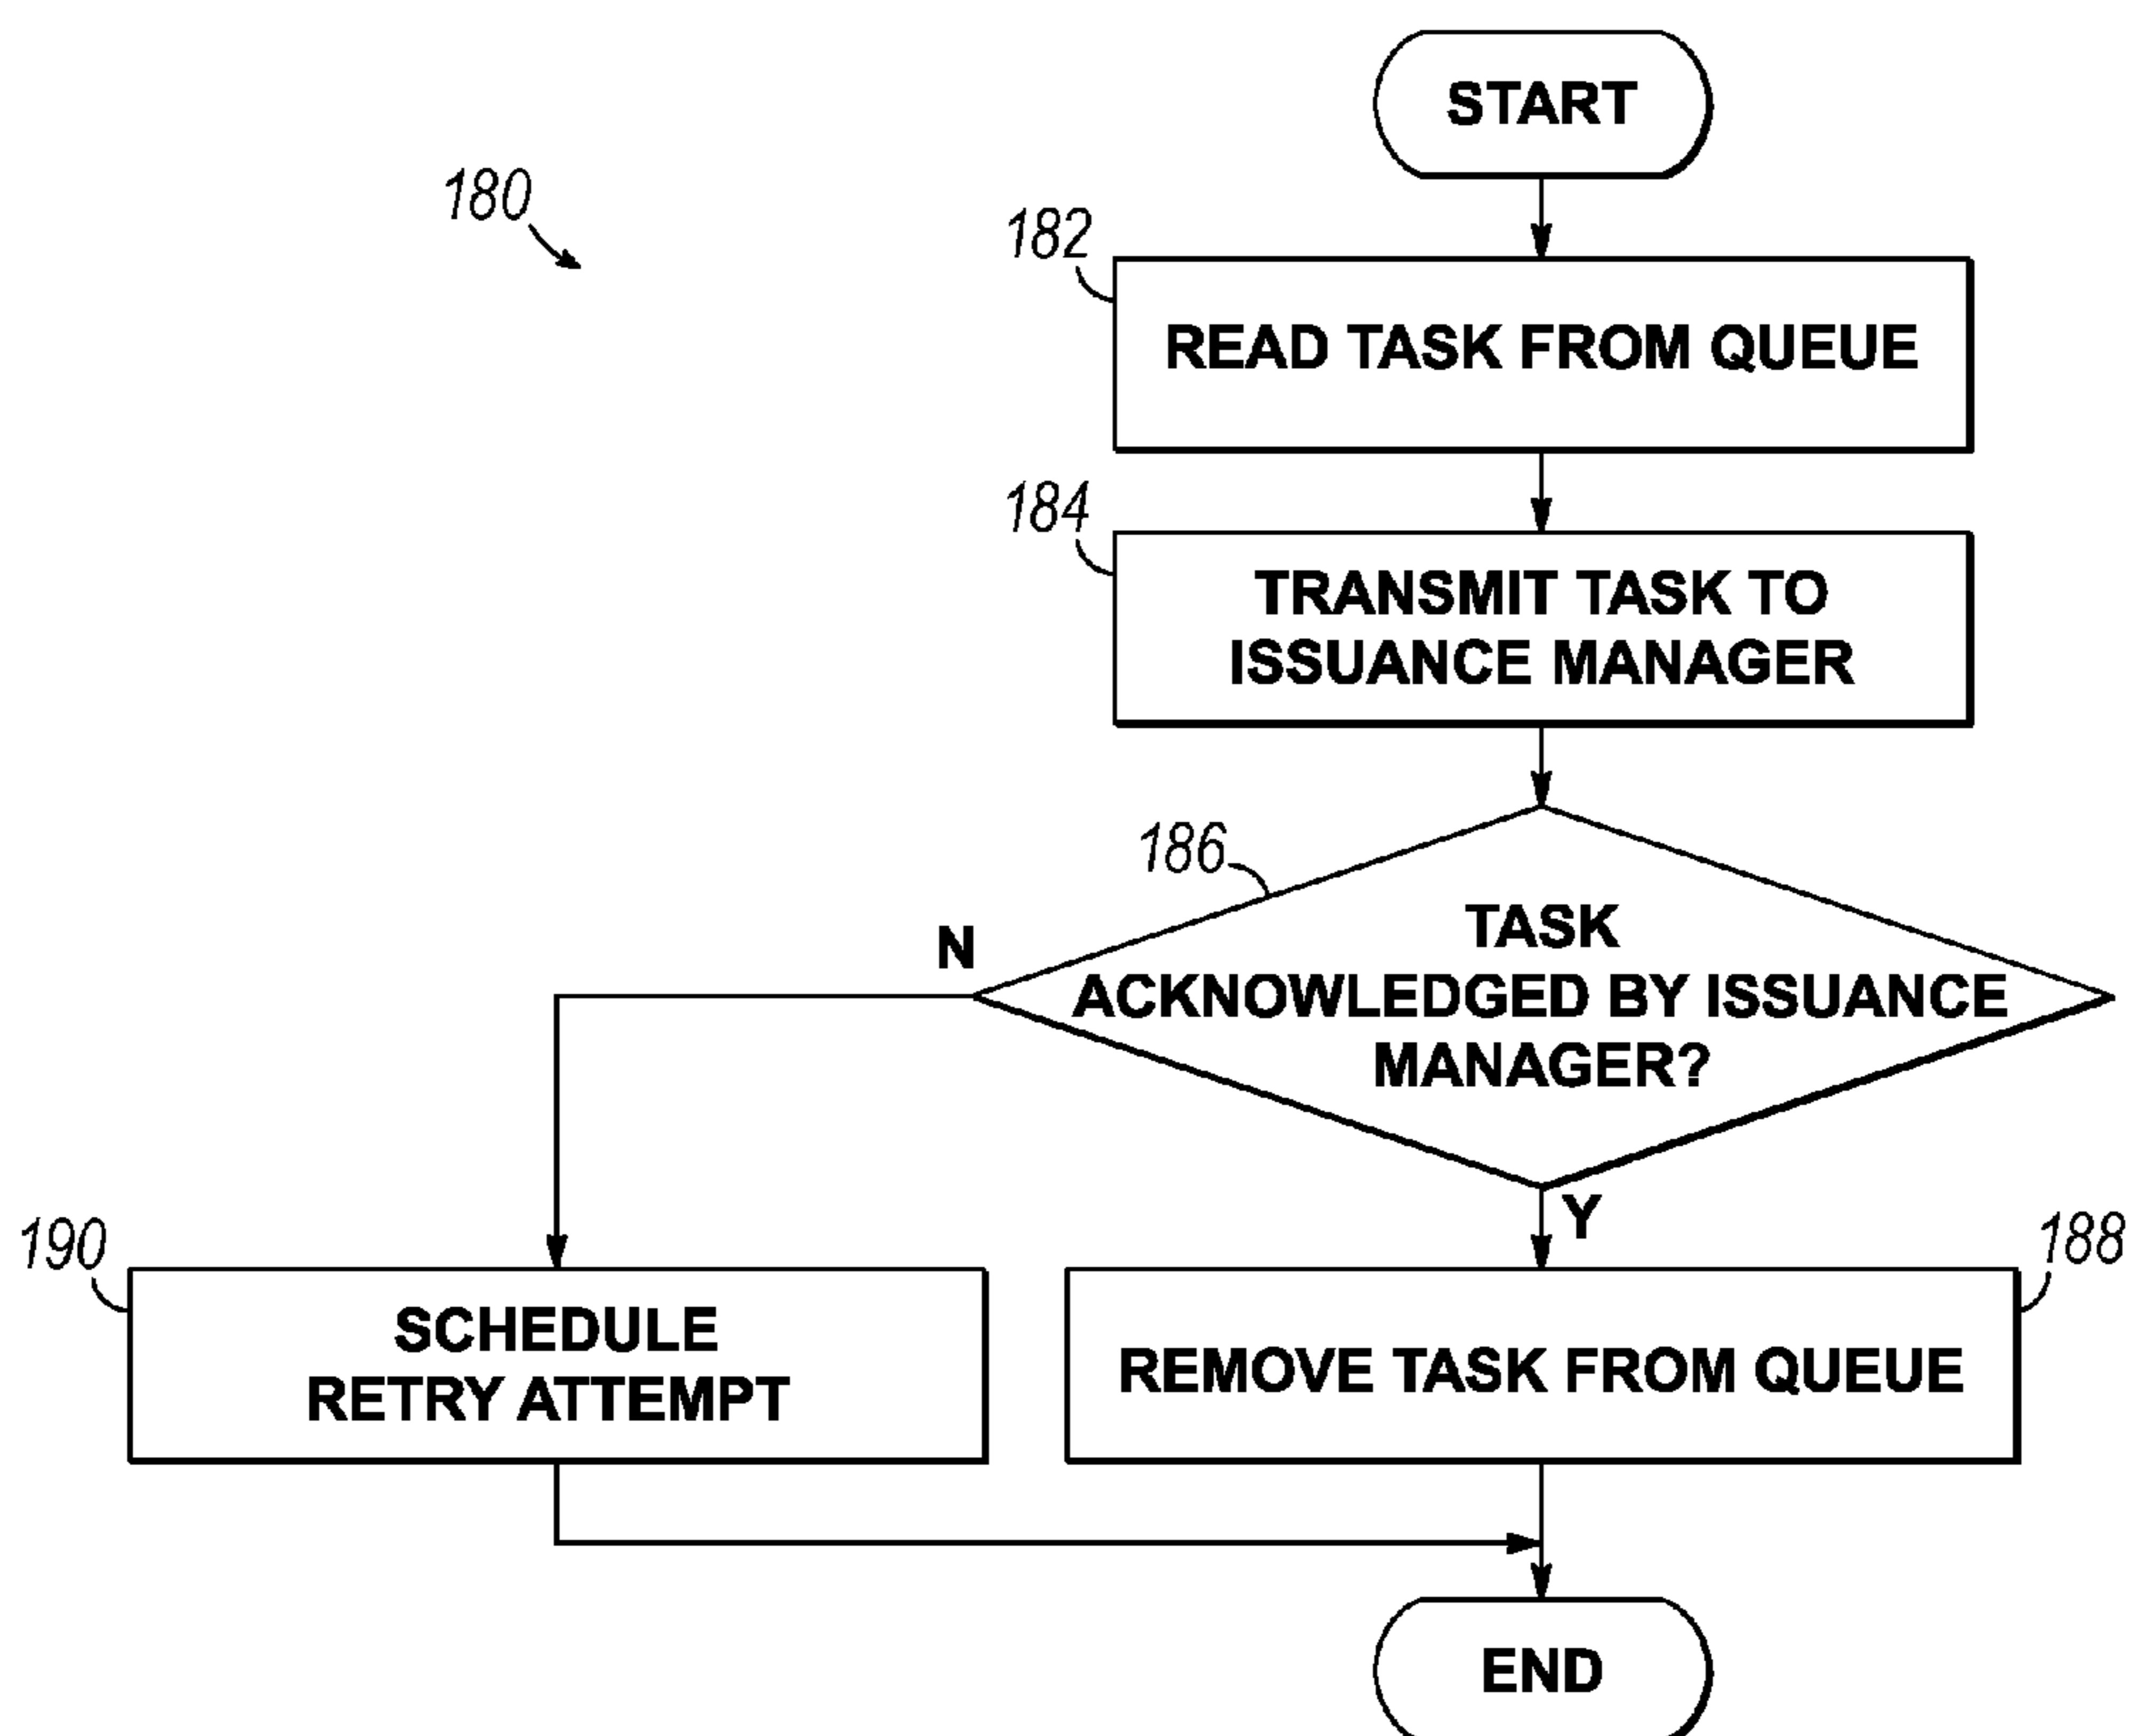 START
180
182
READ TASK FROM QUEUE
184
TRANSMIT TASK TO
ISSUANCE MANAGER
186
TASK
ACKNOWLEDGED BY ISSUANCE
MANAGER?
N
Y
190
SCHEDULE
RETRY ATTEMPT
188
REMOVE TASK FROM QUEUE
END